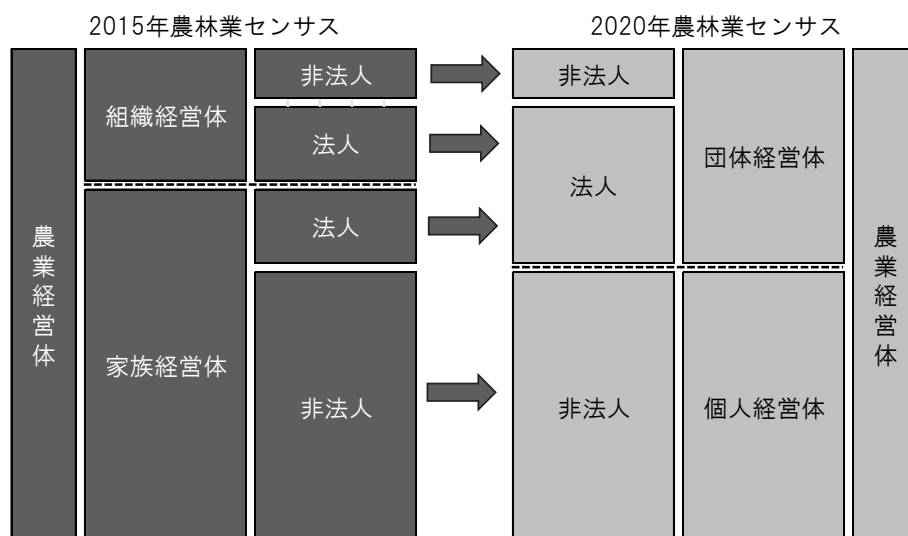 2015年農林業センサス
2020年農林業センサス
農業経営体
組織経営体
非法人
法人
家族経営体
法人
非法人
非法人
法人
団体経営体
非法人
個人経営体
農業経営体